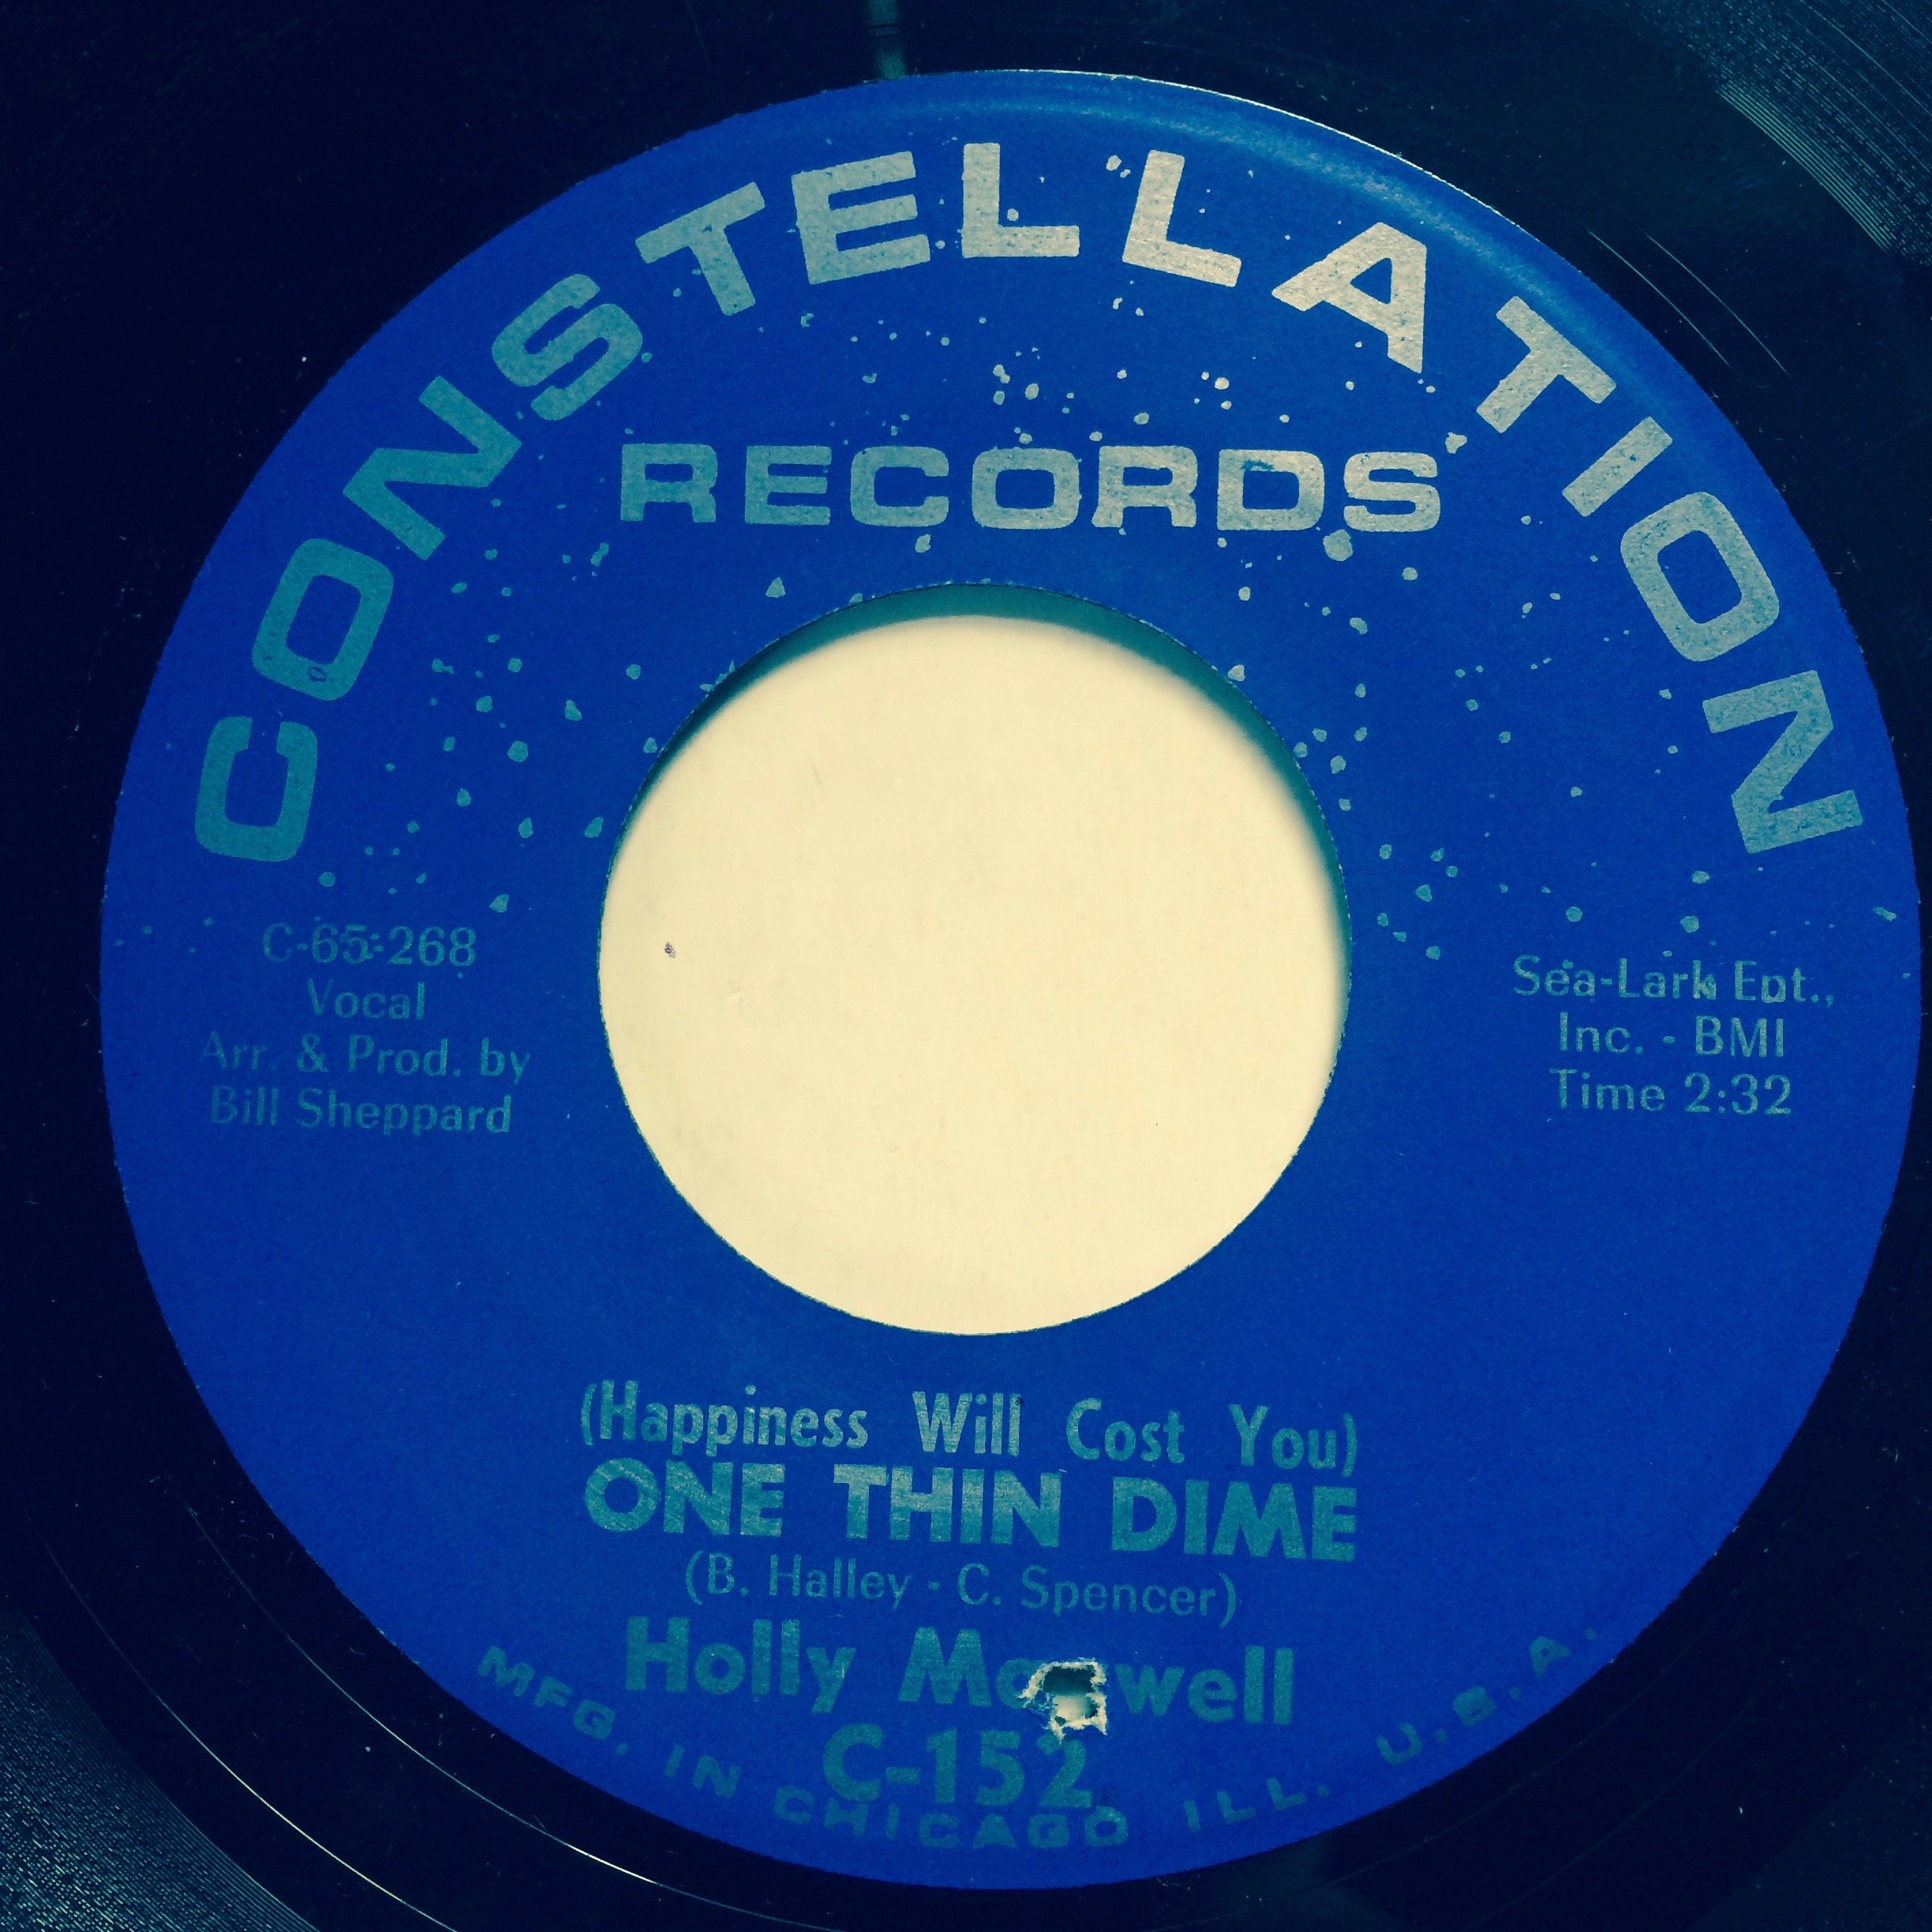 CONSTELLATION
RECORDS
C-65-268
Vocal
Arr. & Prod. by
Bill Sheppard
Sea-Lark Ent.,
Inc. - BMI
Time 2:32
(Happiness Will Cost You)
ONE THIN DIME
(B. Halley - C. Spencer)
Holly Maxwell
C-152
MFG. IN CHICAGO ILL. U.S.A.